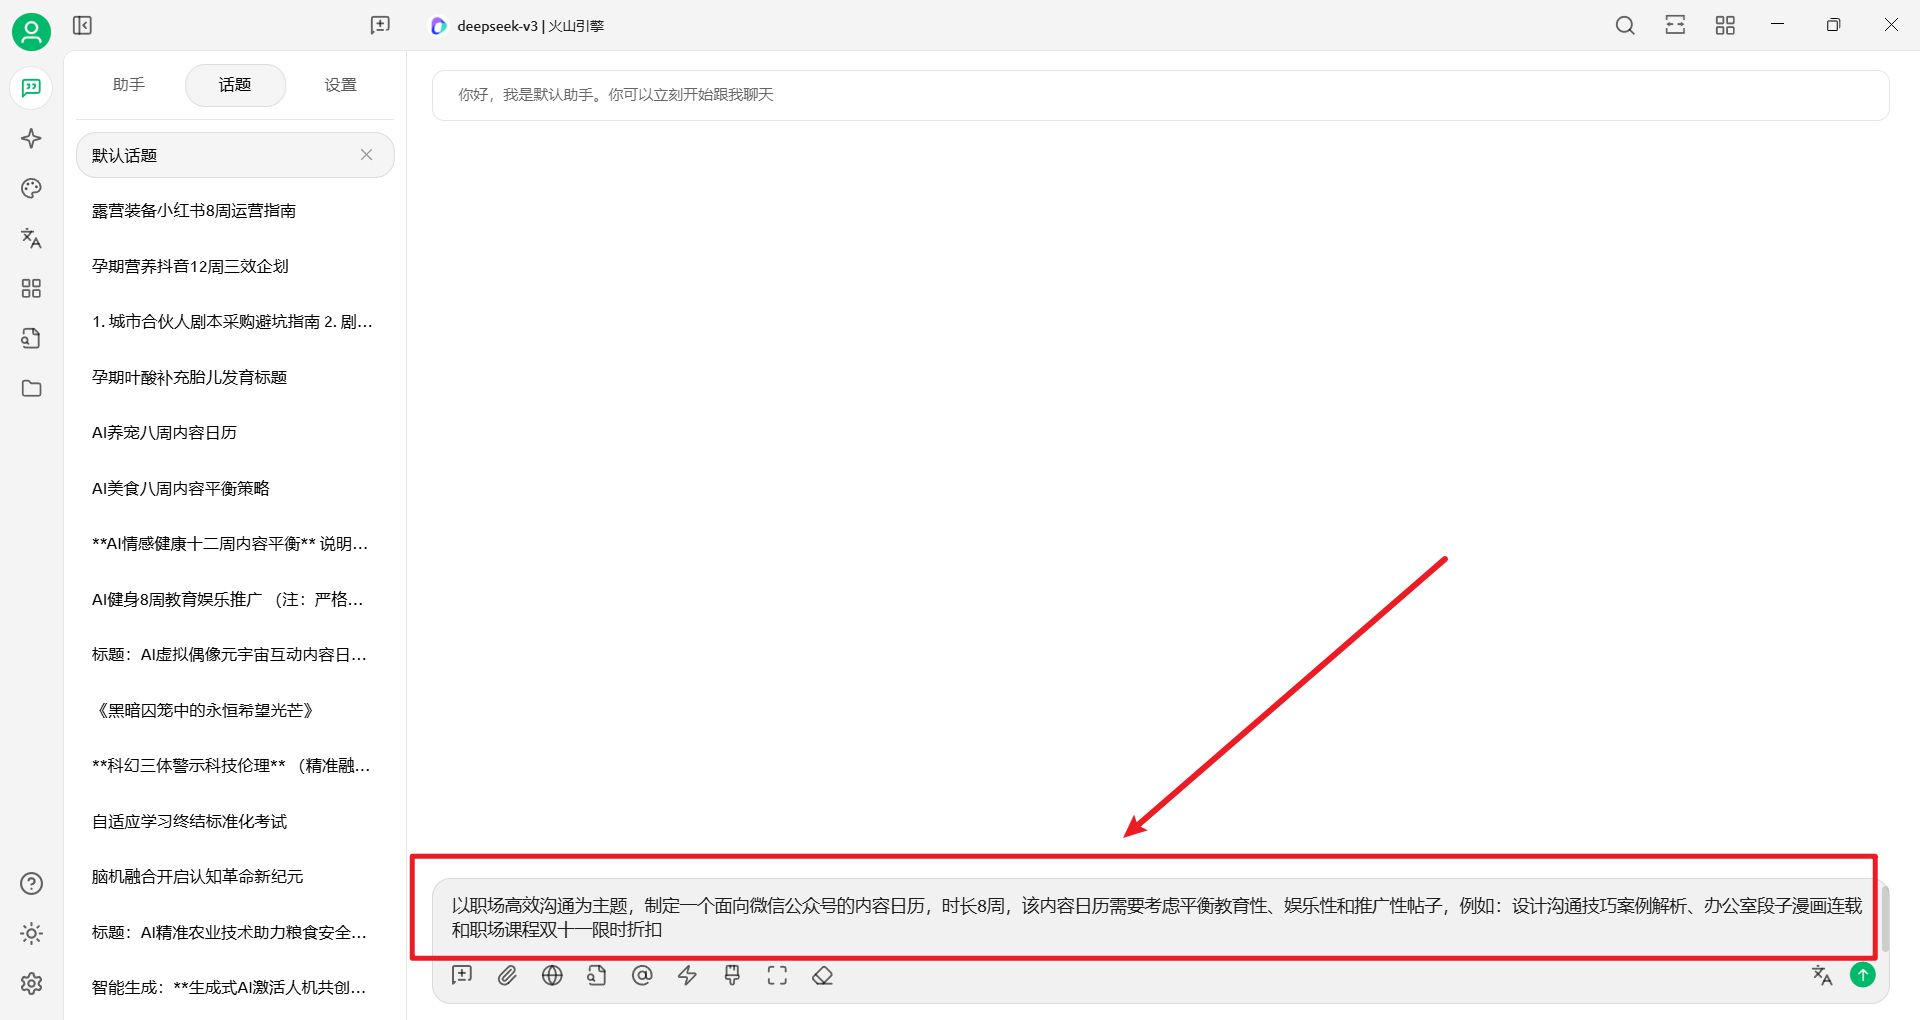 deepseek-v3 | 火山引擎
助手
话题
设置
默认话题
露营装备小红书8周运营指南
孕期营养抖音12周三效企划
1. 城市合伙人剧本采购避坑指南 2. 剧...
孕期叶酸补充胎儿发育标题
AI养宠八周内容日历
AI美食八周内容平衡策略
**AI情感健康十二周内容平衡** 说明...
AI健身8周教育娱乐推广 （注：严格...
标题：AI虚拟偶像元宇宙互动内容日...
《黑暗囚笼中的永恒希望光芒》
**科幻三体警示科技伦理** （精准融...
自适应学习终结标准化考试
脑机融合开启认知革命新纪元
标题：AI精准农业技术助力粮食安全...
智能生成：**生成式AI激活人机共创...
你好，我是默认助手。你可以立刻开始跟我聊天
以职场高效沟通为主题，制定一个面向微信公众号的内容日历，时长8周，该内容日历需要考虑平衡教育性、娱乐性和推广性帖子，例如：设计沟通技巧案例解析、办公室段子漫画连载
和职场课程双十一限时折扣